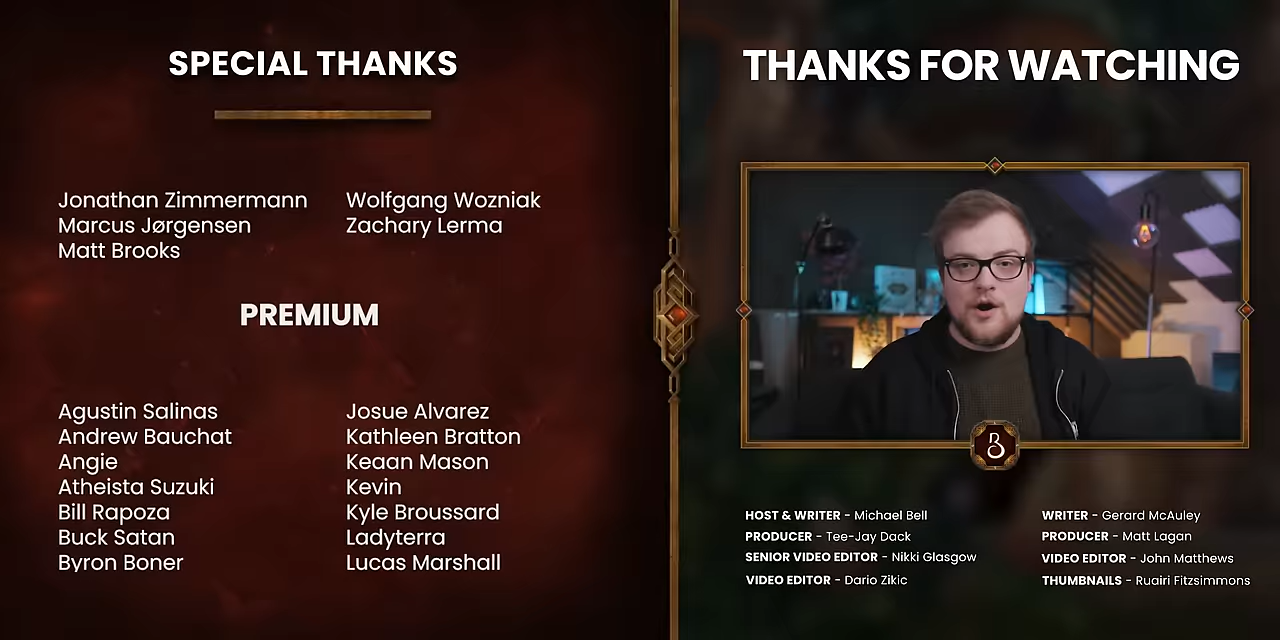 SPECIAL THANKS
Jonathan Zimmermann
Marcus Jørgensen
Matt Brooks
Wolfgang Wozniak
Zachary Lerma
PREMIUM
Agustin Salinas
Andrew Bauchat
Angie
Atheista Suzuki
Bill Rapoza
Buck Satan
Byron Boner
Josue Alvarez
Kathleen Bratton
Keaan Mason
Kevin
Kyle Broussard
Ladyterra
Lucas Marshall
THANKS FOR WATCHING
B
HOST & WRITER - Michael Bell
PRODUCER - Tee-Jay Dack
SENIOR VIDEO EDITOR - Nikki Glasgow
VIDEO EDITOR - Dario Zikic
WRITER - Gerard McAuley
PRODUCER - Matt Lagan
VIDEO EDITOR - John Matthews
THUMBNAILS - Ruairi Fitzsimmons